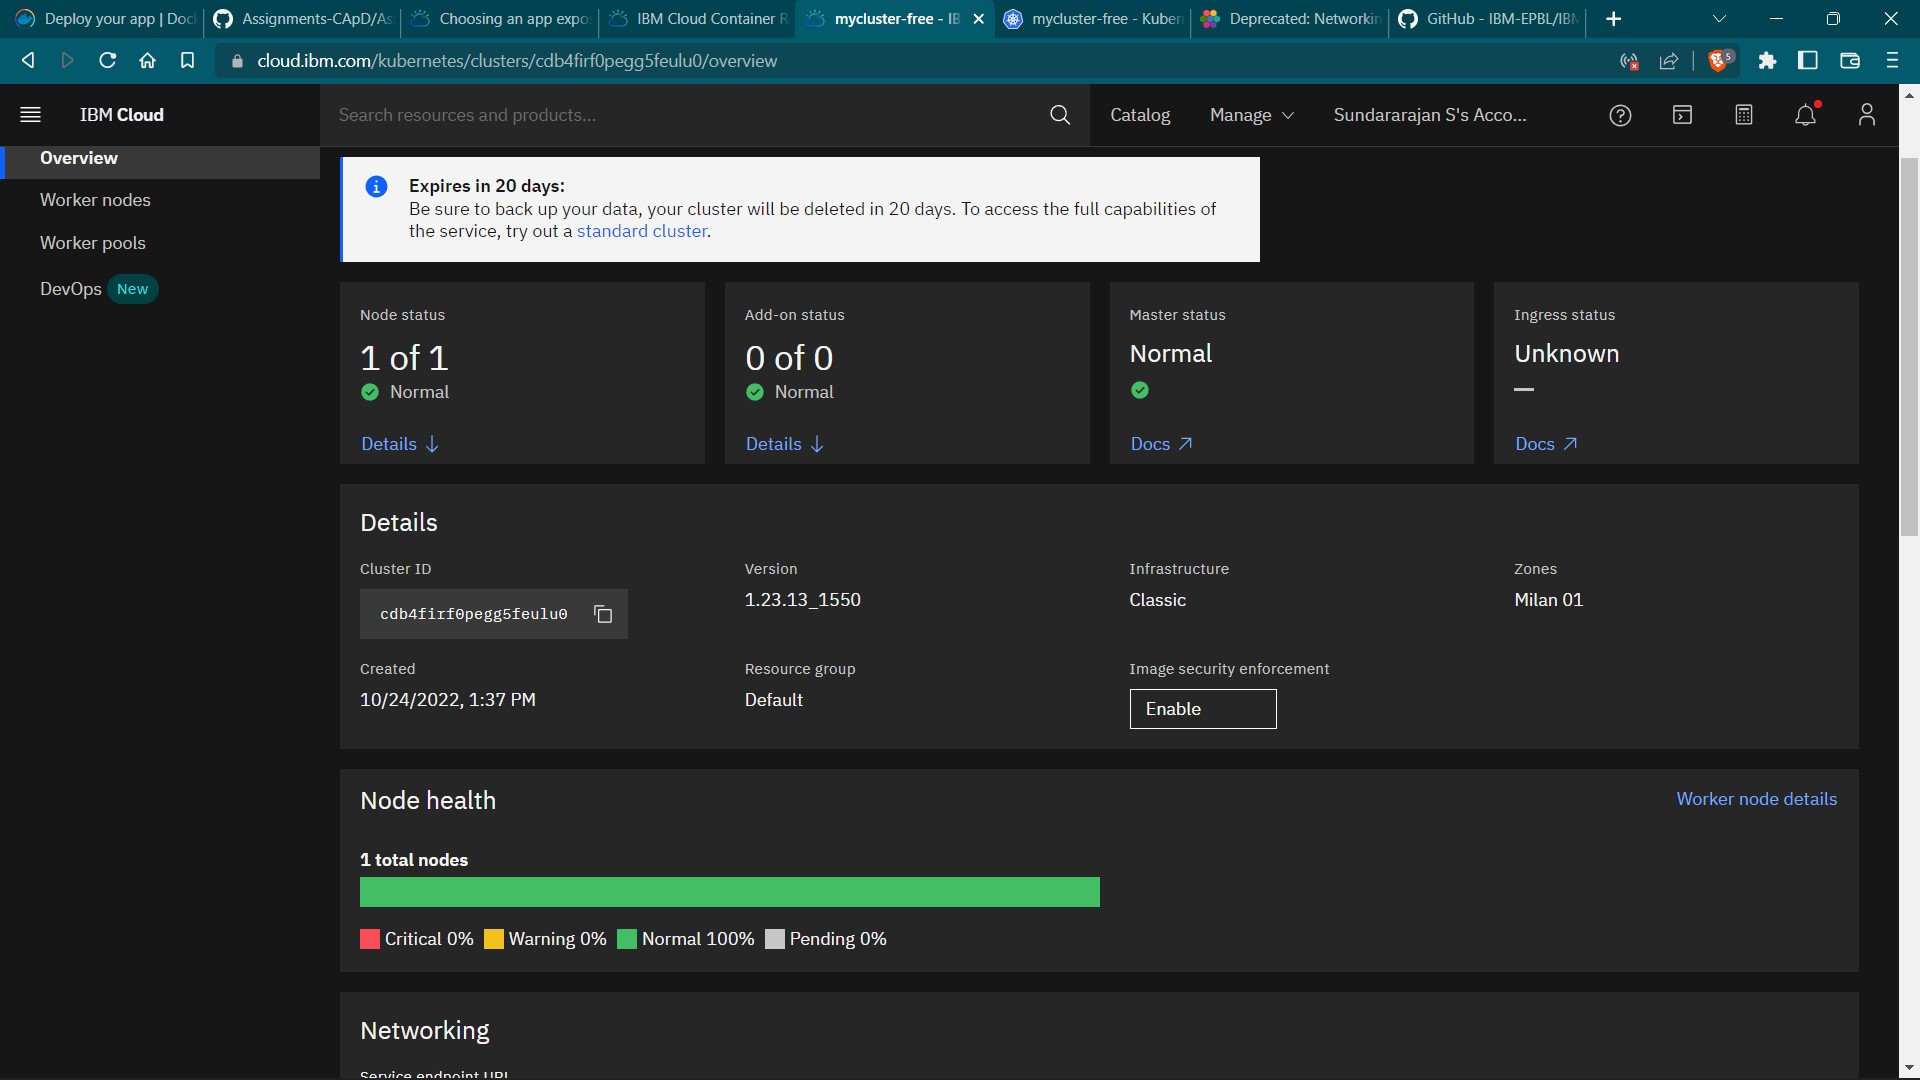 Deploy your app | Doc
Assignments-CApD/As
Choosing an app expos
IBM Cloud Container R
mycluster-free - IB
mycluster-free - Kuber
Deprecated: Networkin
GitHub - IBM-EPBL/IBM
cloud.ibm.com/kubernetes/clusters/cdb4firf0pegg5feulu0/overview
5
IBM Cloud
Search resources and products...
Catalog
Manage
Sundararajan S's Acco...
Overview
Worker nodes
Worker pools
DevOps New
Expires in 20 days:
Be sure to back up your data, your cluster will be deleted in 20 days. To access the full capabilities of
the service, try out a standard cluster.
Node status
1 of 1
Normal
Details
Add-on status
0 of 0
Normal
Details
Master status
Normal
Docs
Ingress status
Unknown
—
Docs
Details
Cluster ID
cdb4firf0pegg5feulu0
Version
1.23.13_1550
Infrastructure
Classic
Zones
Milan 01
Created
10/24/2022, 1:37 PM
Resource group
Default
Image security enforcement
Enable
Node health
Worker node details
1 total nodes
Critical 0% Warning 0% Normal 100% Pending 0%
Networking
Service endpoint URL